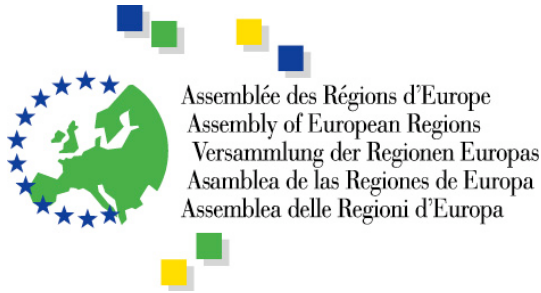 Assemblée des Régions d'Europe
Assembly of European Regions
Versammlung der Regionen Europas
Asamblea de las Regiones de Europa
Assemblea delle Regioni d'Europa